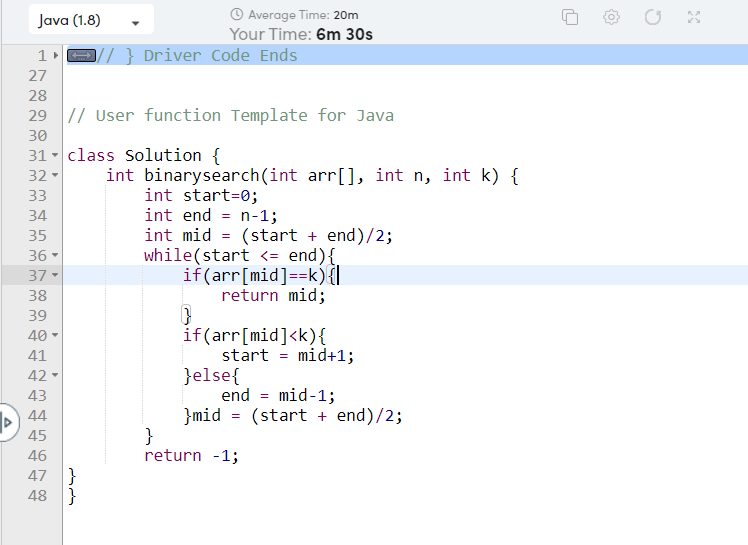 Java (1.8)
Average Time: 20m
Your Time: 6m 30s
1 // } Driver Code Ends
27
28
29 // User function Template for Java
30
31 class Solution {
32 int binarysearch(int arr[], int n, int k) {
33 int start=0;
34 int end = n-1;
35 int mid = (start + end)/2;
36 while(start <= end){
37 if(arr[mid]==k){
38 return mid;
39 }
40 if(arr[mid]<k){
41 start = mid+1;
42 }else{
43 end = mid-1;
44 }mid = (start + end)/2;
45 }
46 return -1;
47 }
48 }